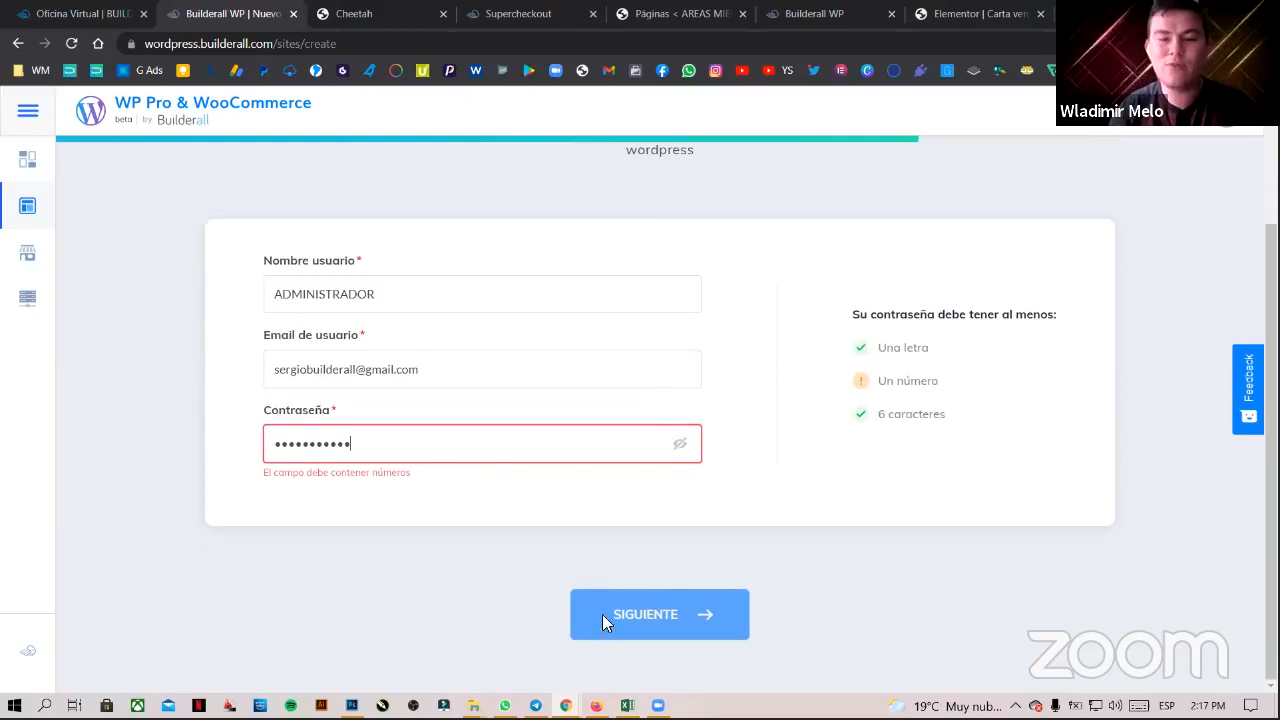 Oficina | BUILDERALL
Builderall WP | Nuevo
Cheetah
Supercheckout
Páginas < AREAS MIE
Builderall WP
Elementor | Carta ven
wordpress.builderall.com/sites/create
WM
G Ads
YS
Wladimir Melo
WP Pro & WooCommerce
beta | by Builderall
wordpress
Nombre usuario*
ADMINISTRADOR
Email de usuario*
sergiobuilderall@gmail.com
Contraseña*
•••••••••••
El campo debe contener números
Su contraseña debe tener al menos:
Una letra
Un número
6 caracteres
Feedback
SIGUIENTE →
zoom
19°C Muy nub... ESP 2:17 PM